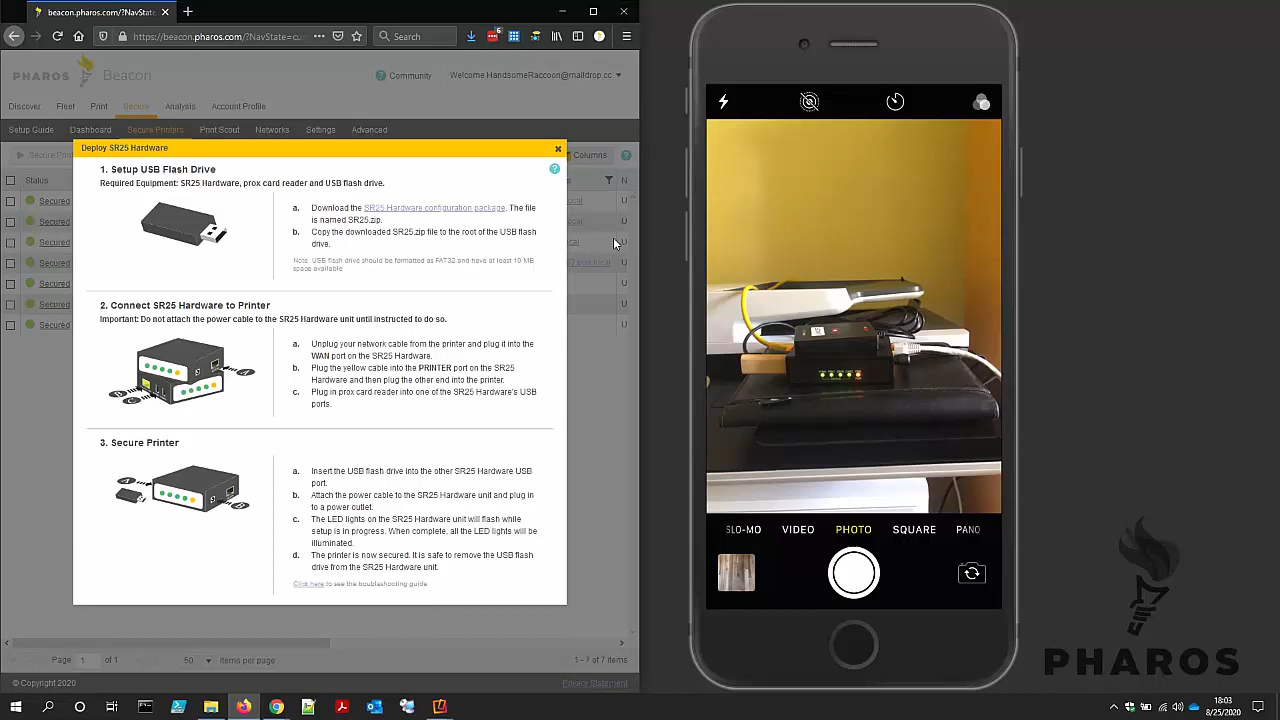 beacon.pharos.com/?NavState=
https://beacon.pharos.com/?NavState=cu
Search
6
PHAROS Beacon
Community
Welcome HandsomeRaccoon@maildrop.cc
Discover Fleet Print Secure Analysis Account Profile
Setup Guide Dashboard Secure Printers Print Scout Networks Settings Advanced
Deploy SR25 Hardware
Secure Prin
Columns
Status
N
Secured
U
Secured
U
Secured
U
Secured
U
Secured
U
Secured
U
Secured
U
1. Setup USB Flash Drive
Required Equipment: SR25 Hardware, prox card reader and USB flash drive.
a. Download the SR25 Hardware configuration package. The file
is named SR25.zip.
b. Copy the downloaded SR25.zip file to the root of the USB flash
drive.
Note: USB flash drive should be formatted as FAT32 and have at least 10 MB
space available
2. Connect SR25 Hardware to Printer
Important: Do not attach the power cable to the SR25 Hardware unit until instructed to do so.
a. Unplug your network cable from the printer and plug it into the
WAN port on the SR25 Hardware.
b. Plug the yellow cable into the PRINTER port on the SR25
Hardware and then plug the other end into the printer.
c. Plug in prox card reader into one of the SR25 Hardware's USB
ports.
A
B
C
3. Secure Printer
a. Insert the USB flash drive into the other SR25 Hardware USB
port.
b. Attach the power cable to the SR25 Hardware unit and plug in
to a power outlet.
c. The LED lights on the SR25 Hardware unit will flash while
setup is in progress. When complete, all the LED lights will be
illuminated.
d. The printer is now secured. It is safe to remove the USB flash
drive from the SR25 Hardware unit.
Click here to see the troubleshooting guide
A
B
Page 1 of 1 50 Items per page 1 - 7 of 7 items
© Copyright 2020 Privacy Statement
SLO-MO VIDEO PHOTO SQUARE PANO
PHAROS
18:03
8/25/2020